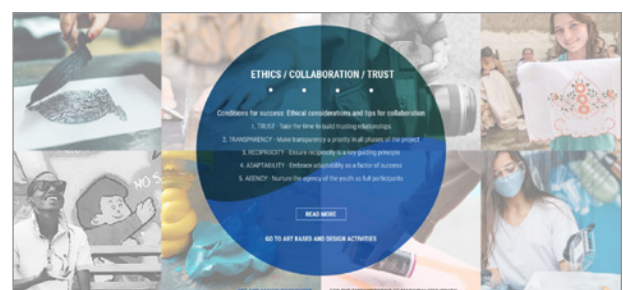 ETHICS / COLLABORATION / TRUST
Conditions for success: Ethical considerations and tips for collaboration
1. TRUST - Take the time to build trusting relationships
2. TRANSPARENCY - Make transparence a priority in all phases of the project
3. RECIPROCITY - Ensure reciprocity is a key guiding principle
4. ADAPTABILITY - Embrace adaptability as a factor of success
5. AGENCY - Nurture the agency of the youth as full participants
READ MORE
GO TO ART BASED AND DESIGN ACTIVITIES